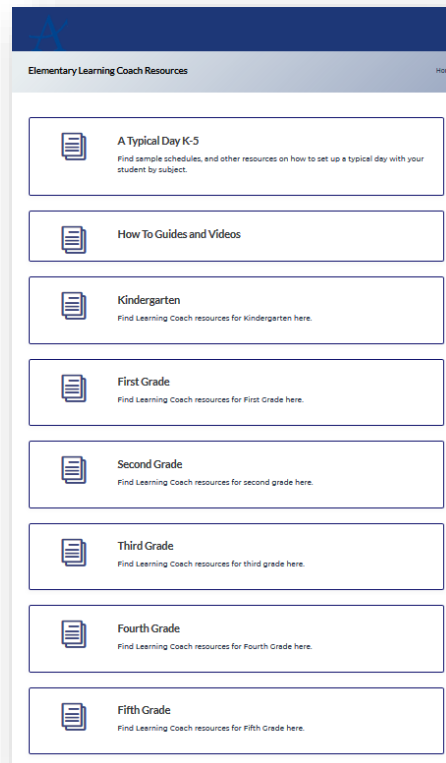 Elementary Learning Coach Resources
A Typical Day K-5
Find sample schedules, and other resources on how to set up a typical day with your
student by subject.
How To Guides and Videos
Kindergarten
Find Learning Coach resources for Kindergarten here.
First Grade
Find Learning Coach resources for First Grade here.
Second Grade
Find Learning Coach resources for second grade here.
Third Grade
Find Learning Coach resources for third grade here.
Fourth Grade
Find Learning Coach resources for Fourth Grade here.
Fifth Grade
Find Learning Coach resources for Fifth Grade here.